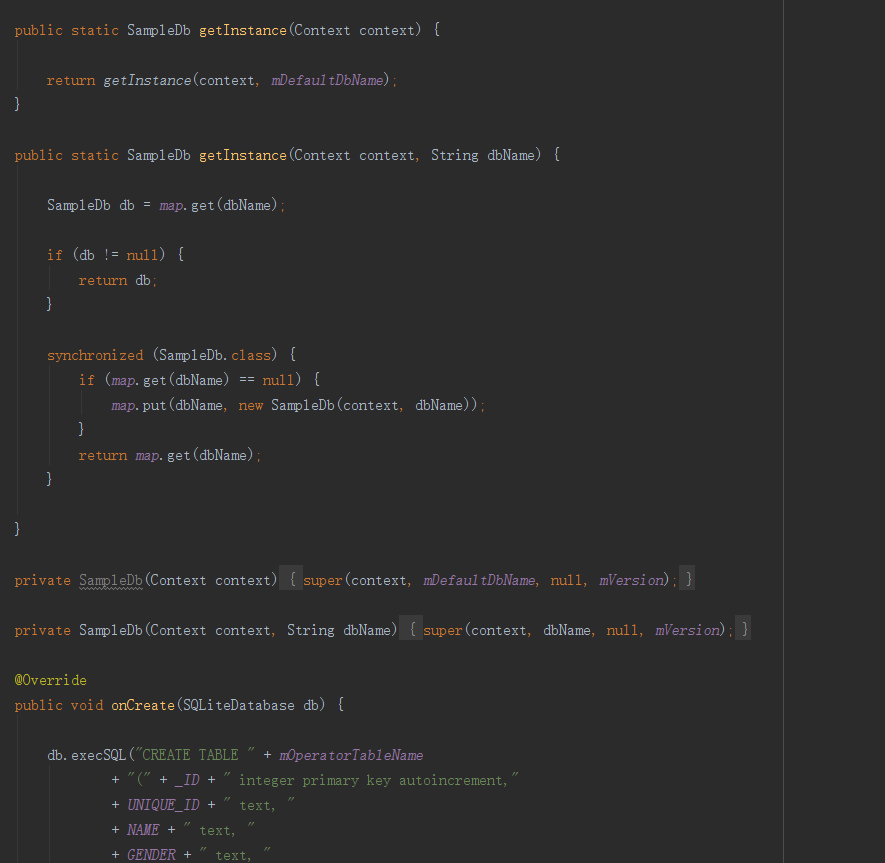 public static SampleDb getInstance(Context context) {
return getInstance(context, mDefaultDbName);
}
public static SampleDb getInstance(Context context, String dbName) {
SampleDb db = map.get(dbName);
if (db != null) {
return db;
}
synchronized (SampleDb.class) {
if (map.get(dbName) == null) {
map.put(dbName, new SampleDb(context, dbName));
}
return map.get(dbName);
}
}
private SampleDb(Context context) { super(context, mDefaultDbName, null, mVersion); }
private SampleDb(Context context, String dbName) { super(context, dbName, null, mVersion); }
@Override
public void onCreate(SQLiteDatabase db) {
db.execSQL("CREATE TABLE " + mOperatorTableName
+ "(" + _ID + " integer primary key autoincrement,"
+ UNIQUE_ID + " text, "
+ NAME + " text, "
+ GENDER + " text, "